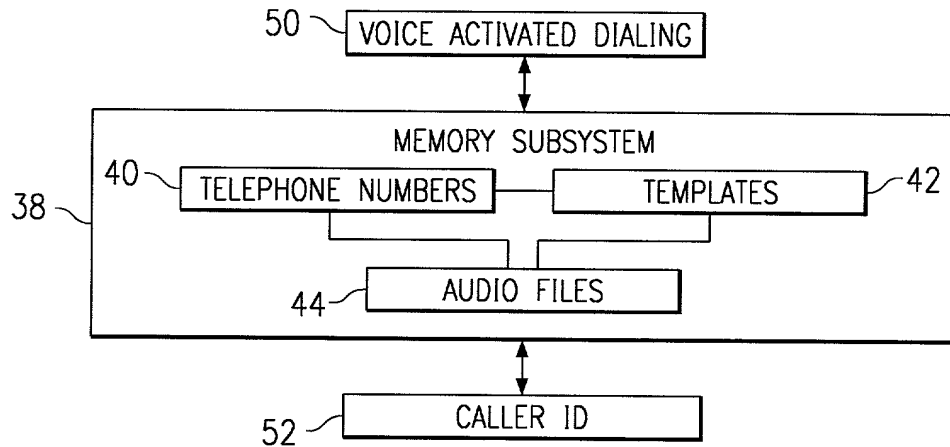 50
VOICE ACTIVATED DIALING
MEMORY SUBSYSTEM
40
TELEPHONE NUMBERS
TEMPLATES
42
38
44
AUDIO FILES
52
CALLER ID